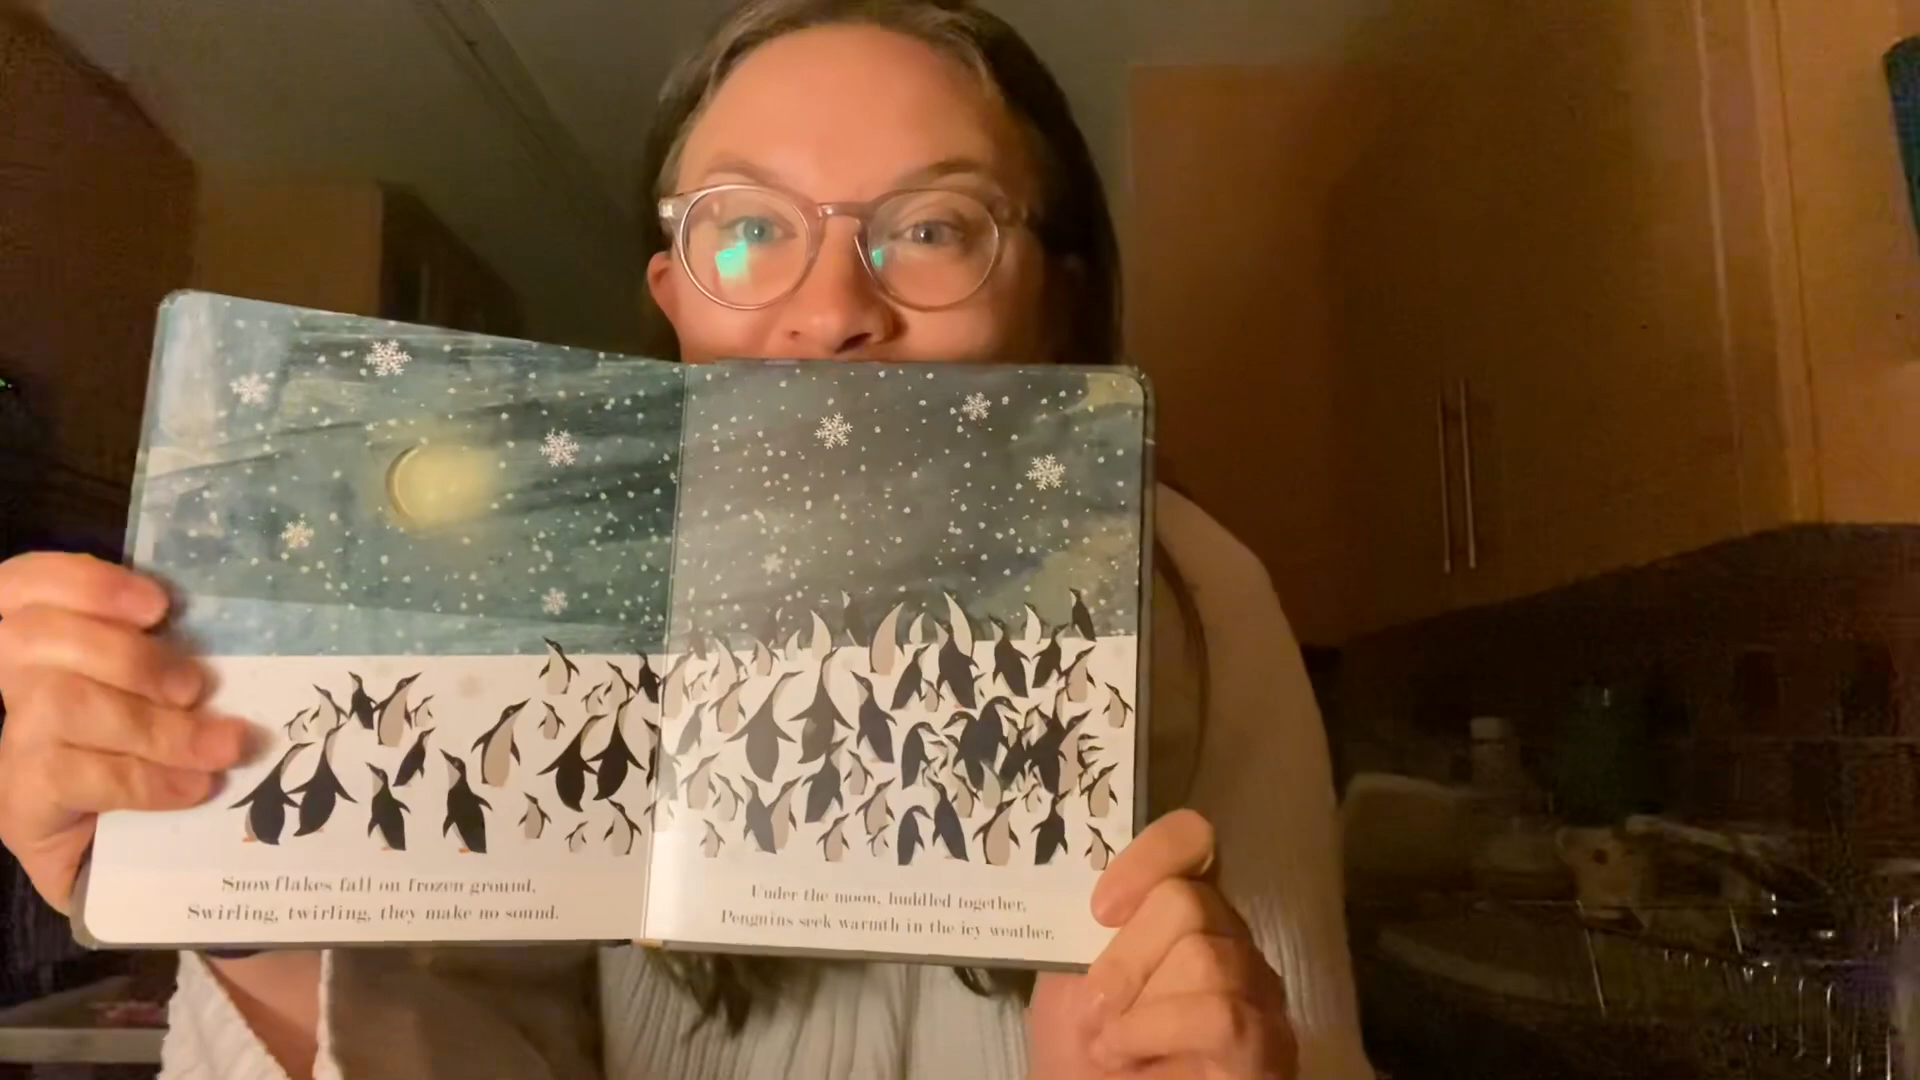 Snowflakes fall on frozen ground,
Swirling, twirling, they make no sound.
Under the moon, huddled together,
Penguins seek warmth in the icy weather.